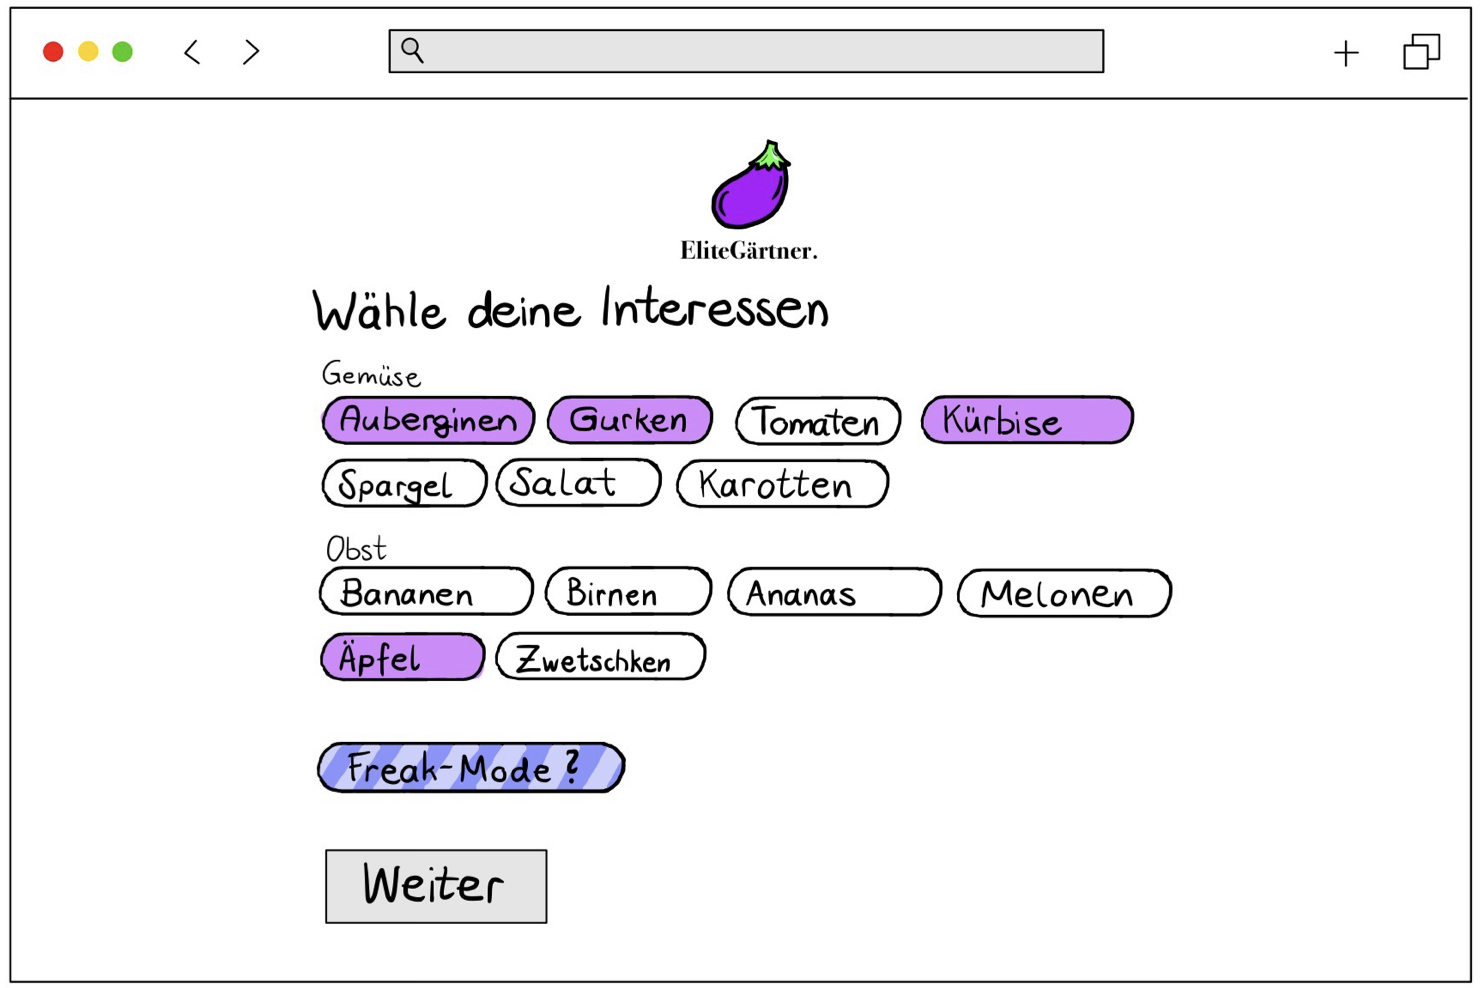 EliteGärtner.
Wähle deine Interessen
Gemüse
Auberginen Gurken Tomaten Kürbise
Spargel Salat Karotten
Obst
Bananen Birnen Ananas Melonen
Äpfel Zwetschken
Freak-Mode?
Weiter